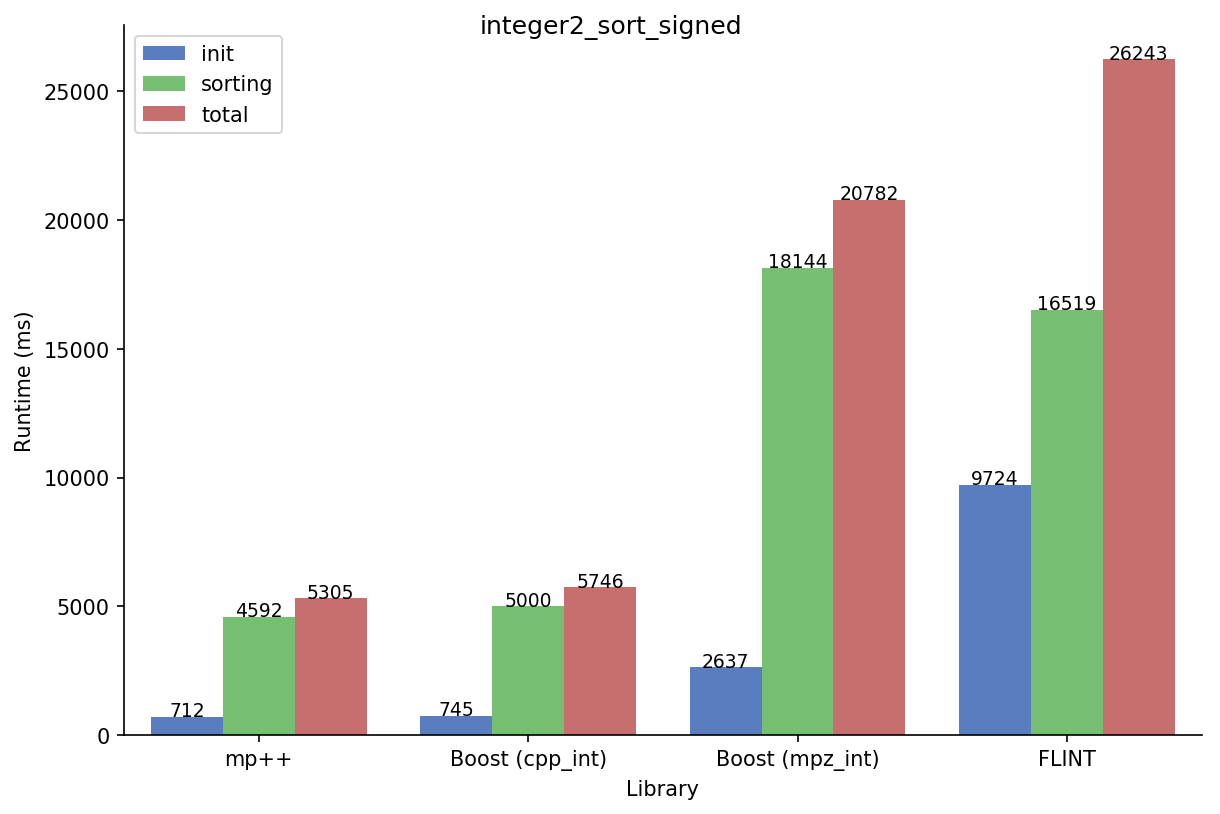 integer2_sort_signed
init
sorting
total
Runtime (ms)
25000
20000
15000
10000
5000
0
712
4592
5305
745
5000
5746
2637
18144
20782
9724
16519
26243
mp++
Boost (cpp_int)
Boost (mpz_int)
FLINT
Library